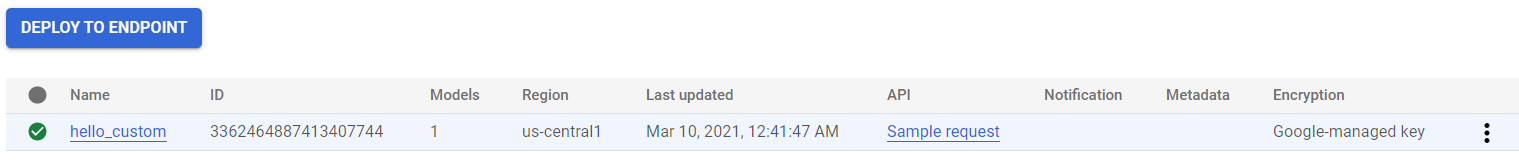 DEPLOY TO ENDPOINT
Name ID Models Region Last updated API Notification Metadata Encryption
hello_custom 3362464887413407744 1 us-central1 Mar 10, 2021, 12:41:47 AM Sample request Google-managed key